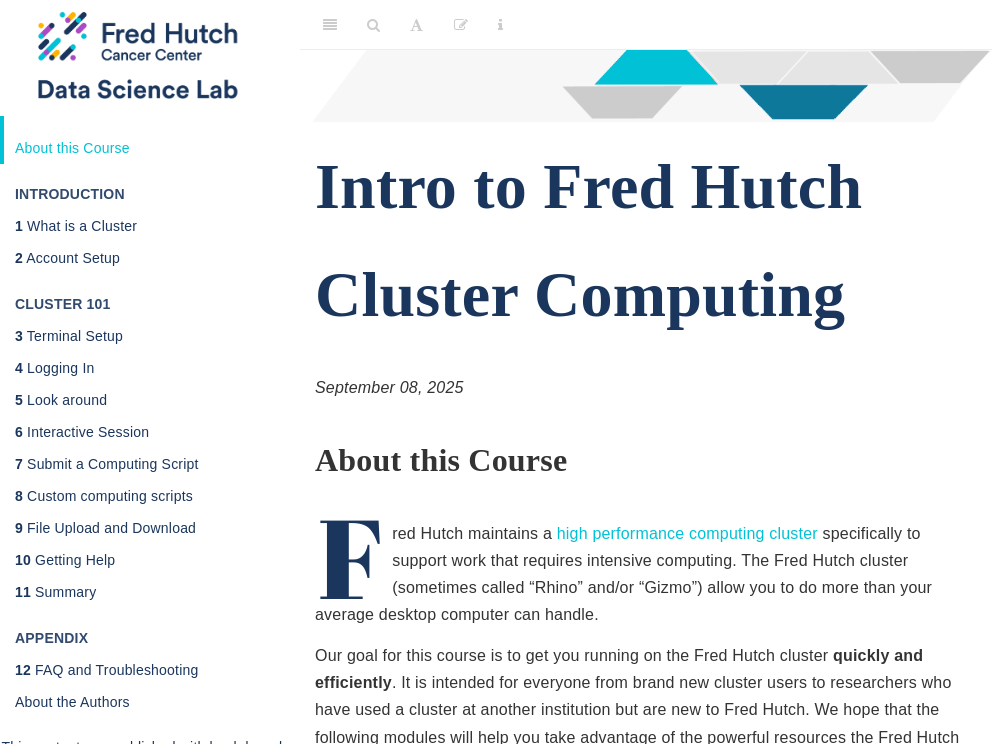 Fred Hutch
Cancer Center
Data Science Lab
About this Course
INTRODUCTION
1 What is a Cluster
2 Account Setup
CLUSTER 101
3 Terminal Setup
4 Logging In
5 Look around
6 Interactive Session
7 Submit a Computing Script
8 Custom computing scripts
9 File Upload and Download
10 Getting Help
11 Summary
APPENDIX
12 FAQ and Troubleshooting
About the Authors
Intro to Fred Hutch
Cluster Computing
September 08, 2025
About this Course
Fred Hutch maintains a high performance computing cluster specifically to
support work that requires intensive computing. The Fred Hutch cluster
(sometimes called “Rhino” and/or “Gizmo”) allow you to do more than your
average desktop computer can handle.
Our goal for this course is to get you running on the Fred Hutch cluster quickly and
efficiently. It is intended for everyone from brand new cluster users to researchers who
have used a cluster at another institution but are new to Fred Hutch. We hope that the
following modules will help you take advantage of the powerful resources the Fred Hutch